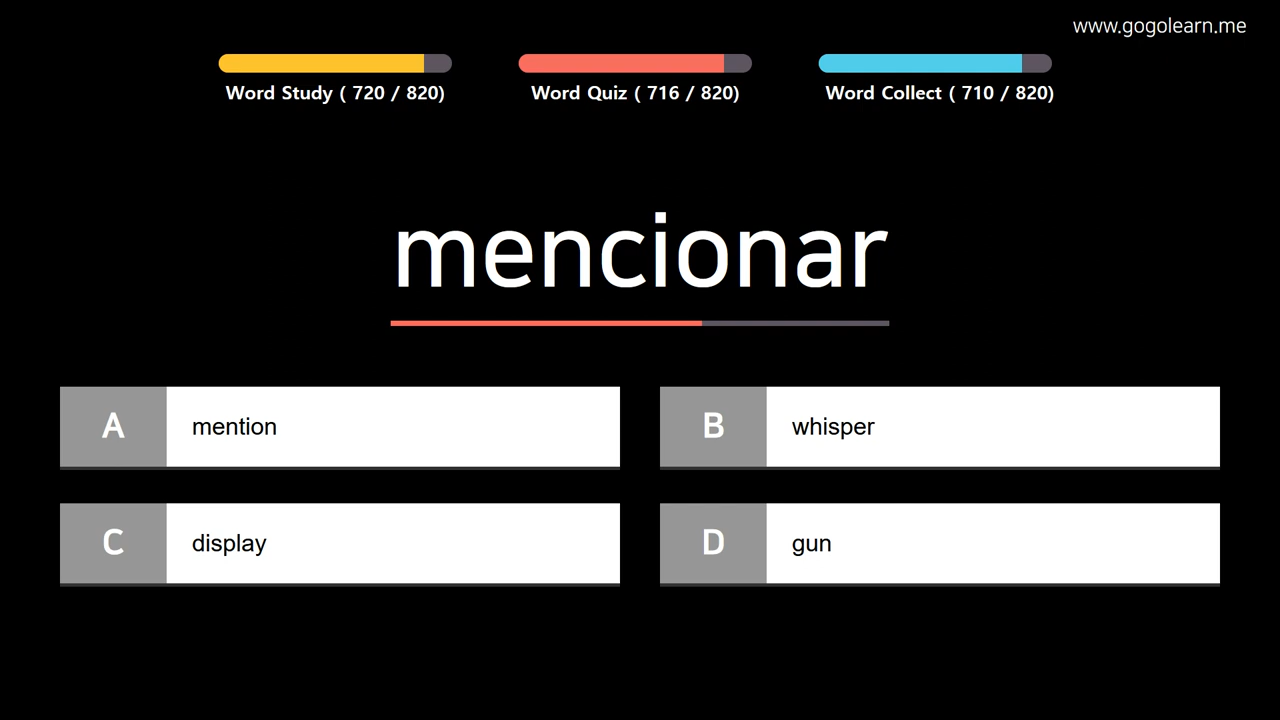 www.gogolearn.me
Word Study ( 720 / 820)
Word Quiz ( 716 / 820)
Word Collect ( 710 / 820)
mencionar
A mention
B whisper
C display
D gun